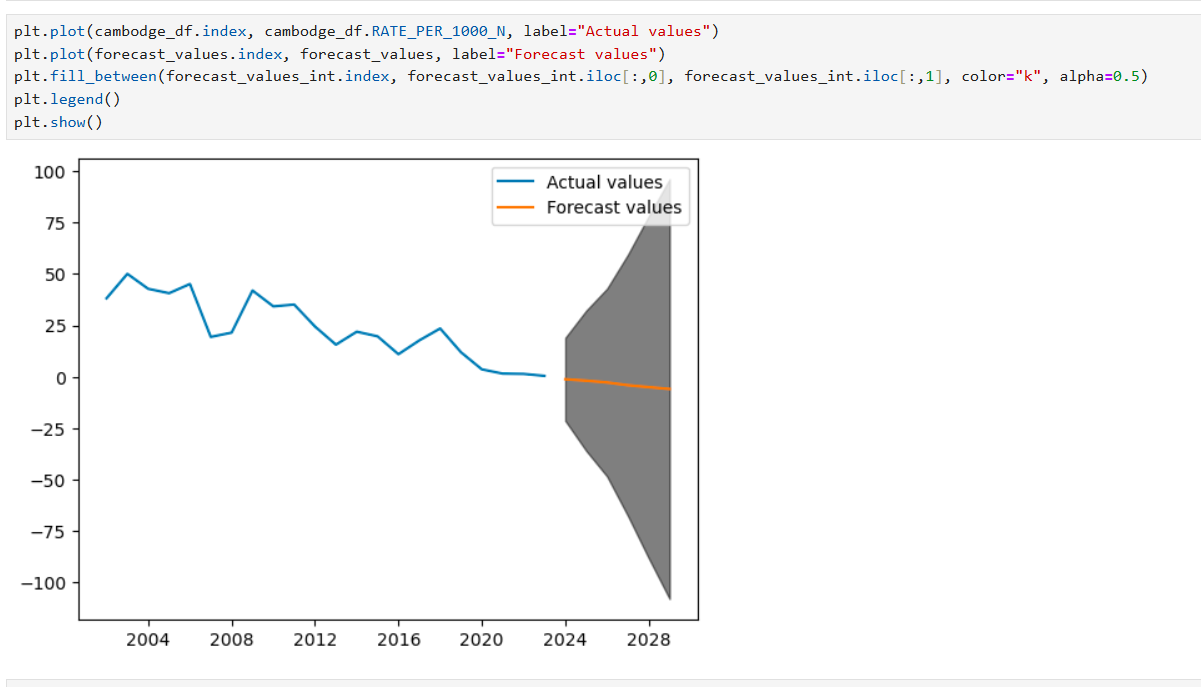 plt.plot(cambodge_df.index, cambodge_df.RATE_PER_1000_N, label="Actual values")
plt.plot(forecast_values.index, forecast_values, label="Forecast values")
plt.fill_between(forecast_values_int.index, forecast_values_int.iloc[:,0], forecast_values_int.iloc[:,1], color="k", alpha=0.5)
plt.legend()
plt.show()
Actual values
Forecast values
100
75
50
25
0
−25
−50
−75
−100
2004 2008 2012 2016 2020 2024 2028